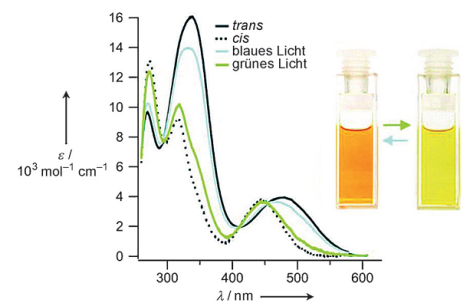 16
14
12
10
8
6
4
2
0
ε /
10³ mol⁻¹ cm⁻¹
trans
cis
blaues Licht
grünes Licht
300
400
500
600
λ / nm